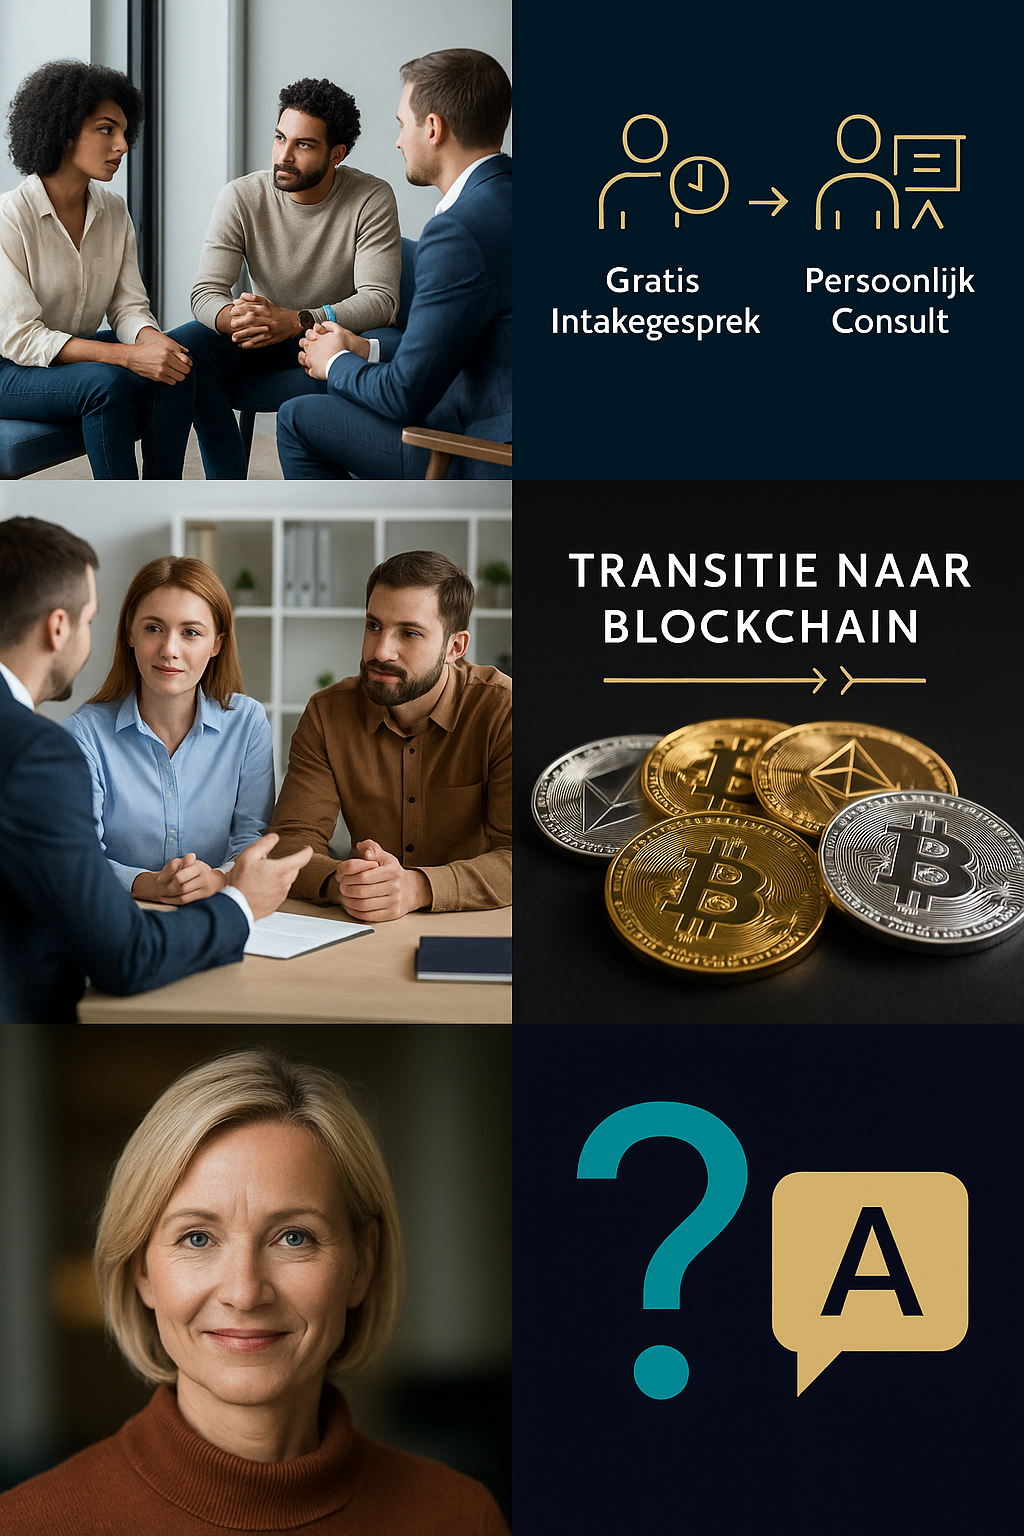 Gratis
Intakegesprek
Persoonlijk
Consult
TRANSITIE NAAR
BLOCKCHAIN
A